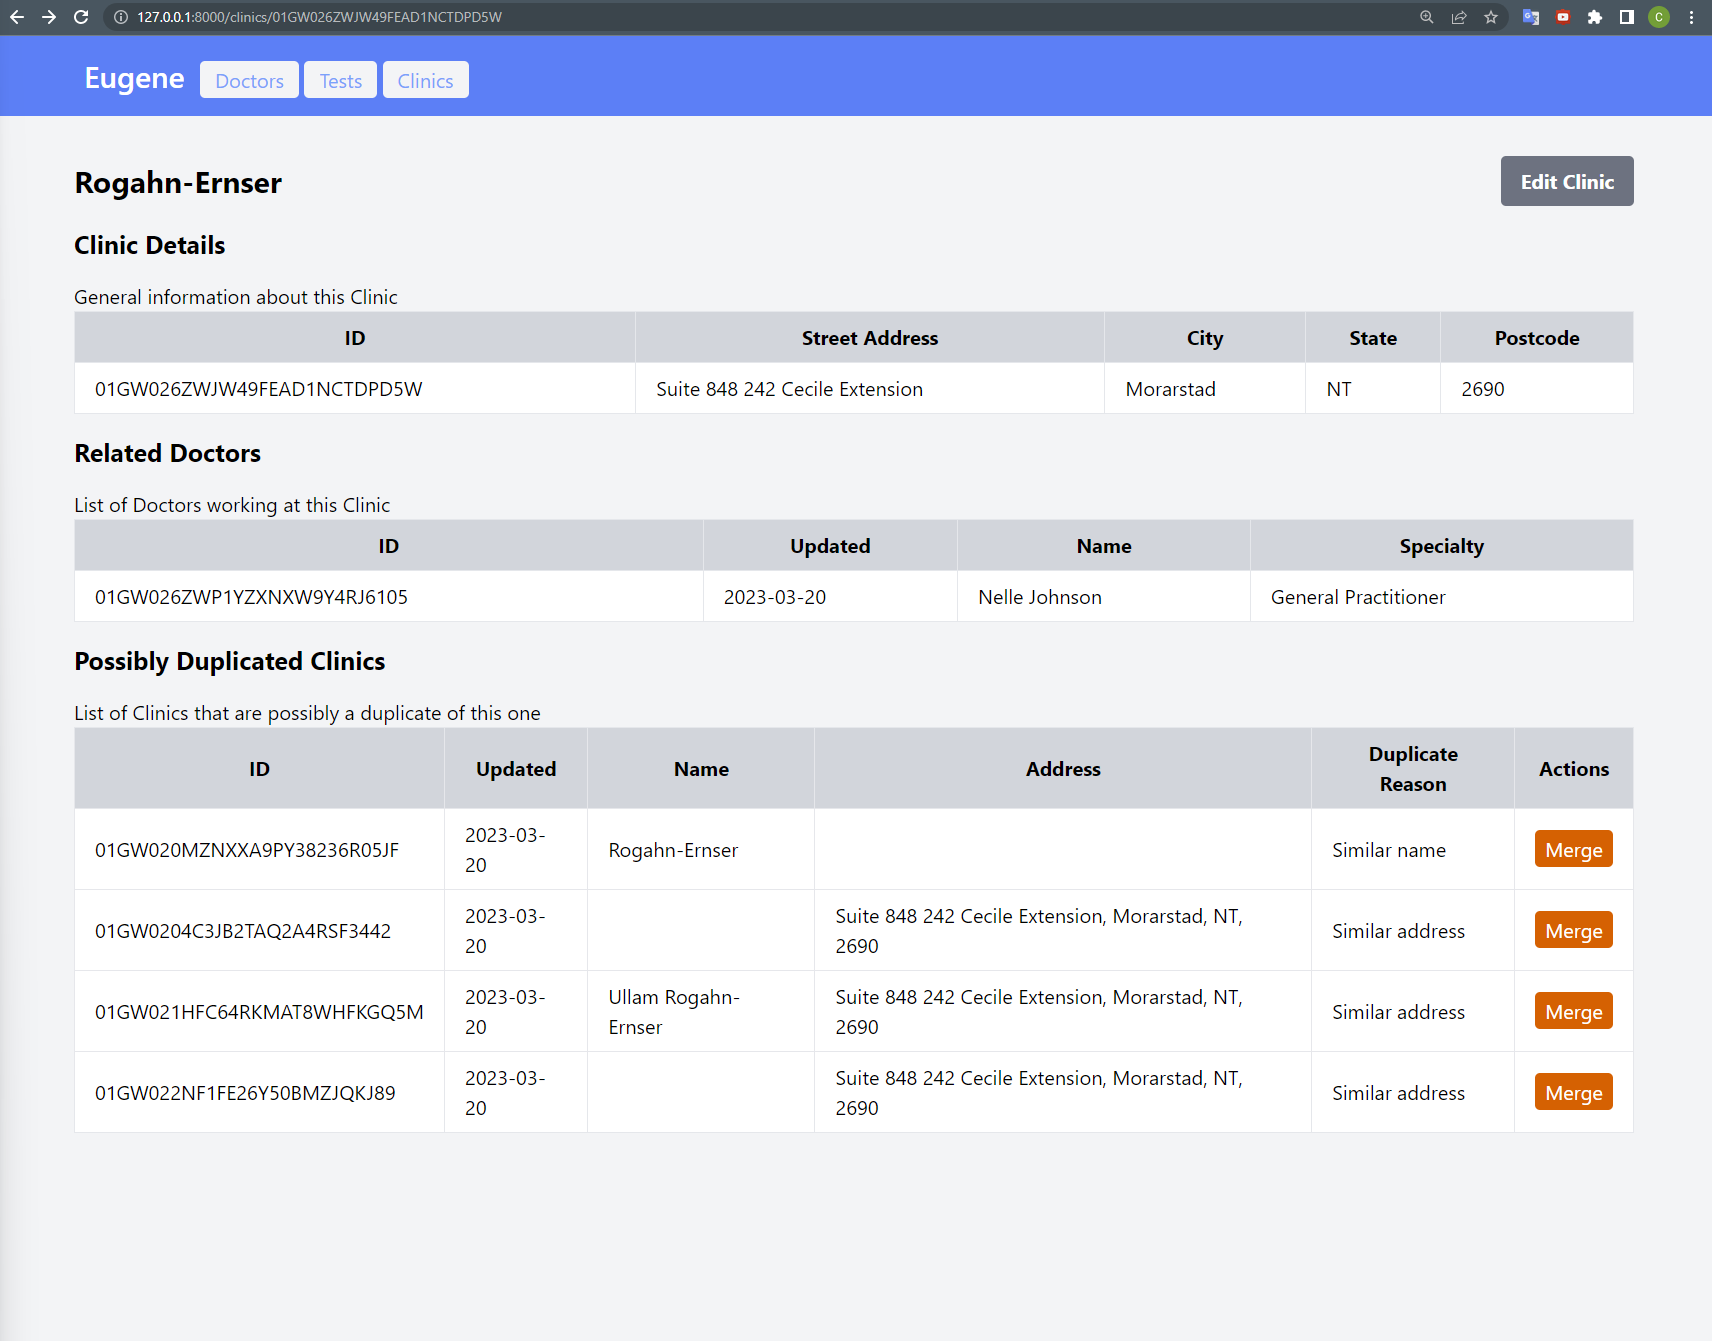 127.0.0.1:8000/clinics/01GW026ZWJW49FEAD1NCTDPD5W
C
Eugene Doctors Tests Clinics
Rogahn-Ernser Edit Clinic
Clinic Details
General information about this Clinic
ID Street Address City State Postcode
01GW026ZWJW49FEAD1NCTDPD5W Suite 848 242 Cecile Extension Morarstad NT 2690
Related Doctors
List of Doctors working at this Clinic
ID Updated Name Specialty
01GW026ZWP1YZXNXW9Y4RJ6105 2023-03-20 Nelle Johnson General Practitioner
Possibly Duplicated Clinics
List of Clinics that are possibly a duplicate of this one
ID Updated Name Address Duplicate
Reason Actions
01GW020MZNXXA9PY38236R05JF 2023-03-
20 Rogahn-Ernser Similar name Merge
01GW0204C3JB2TAQ2A4RSF3442 2023-03-
20 Suite 848 242 Cecile Extension, Morarstad, NT,
2690 Similar address Merge
01GW021HFC64RKMAT8WHFKGQ5M 2023-03-
20 Ullam Rogahn-
Ernser Suite 848 242 Cecile Extension, Morarstad, NT,
2690 Similar address Merge
01GW022NF1FE26Y50BMZJQKJ89 2023-03-
20 Suite 848 242 Cecile Extension, Morarstad, NT,
2690 Similar address Merge